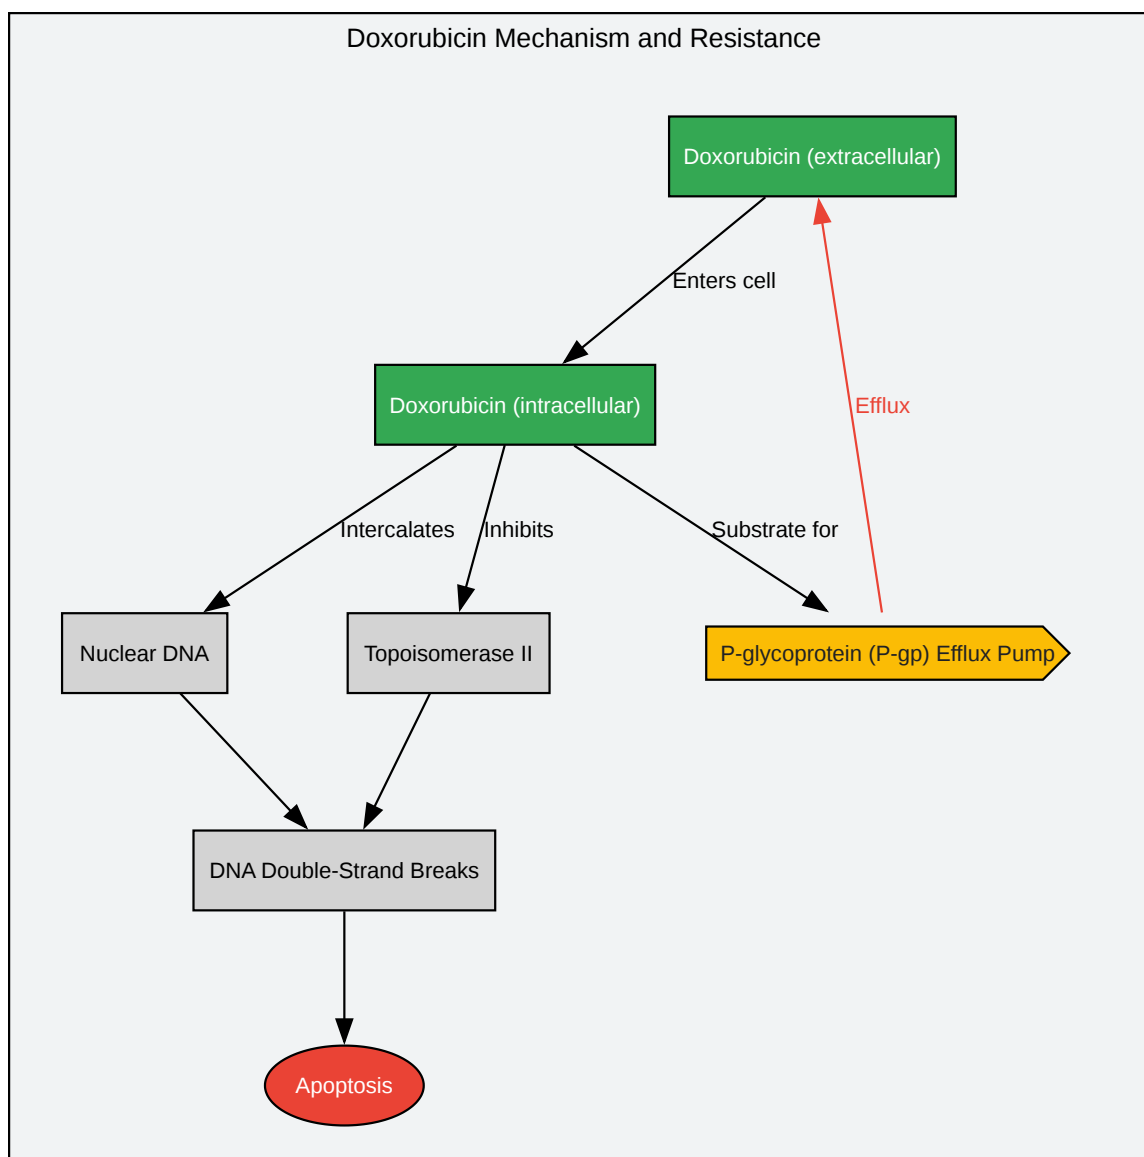 Doxorubicin Mechanism and Resistance
Doxorubicin (extracellular)
Enters cell
Doxorubicin (intracellular)
Efflux
Intercalates
Inhibits
Substrate for
Nuclear DNA
Topoisomerase II
P-glycoprotein (P-gp) Efflux Pump
DNA Double-Strand Breaks
Apoptosis